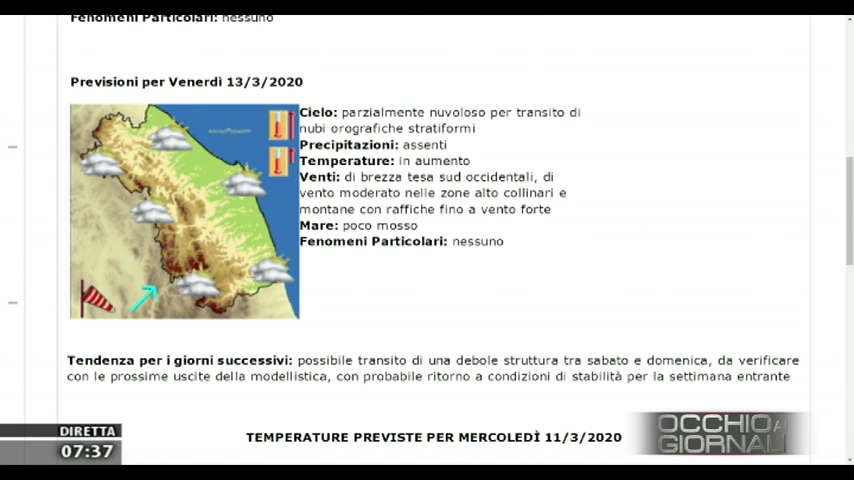 Fenomeni Particolari: nessuno
Previsioni per Venerdì 13/3/2020
Cielo: parzialmente nuvoloso per transito di
nubi orografiche stratiformi
Precipitazioni: assenti
Temperature: in aumento
Venti: di brezza tesa sud occidentali, di
vento moderato nelle zone alto collinari e
montane con raffiche fino a vento forte
Mare: poco mosso
Fenomeni Particolari: nessuno
Tendenza per i giorni successivi: possibile transito di una debole struttura tra sabato e domenica, da verificare
con le prossime uscite della modellistica, con probabile ritorno a condizioni di stabilità per la settimana entrante
TEMPERATURE PREVISTE PER MERCOLEDÌ 11/3/2020
DIRETTA
07:37
OCCHIO AI
GIORNALI